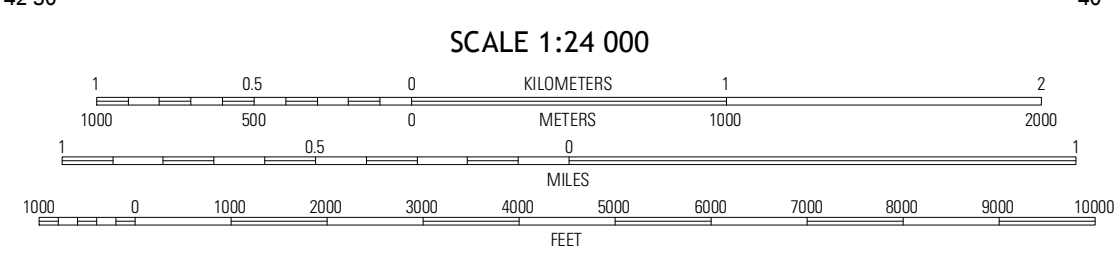 42'30"
40'
SCALE 1:24 000
1 0.5 0 KILOMETERS 1 2
1000 500 0 METERS 1000 2000
1 0.5 0 1
MILES
1000 0 1000 2000 3000 4000 5000 6000 7000 8000 9000 10000
FEET